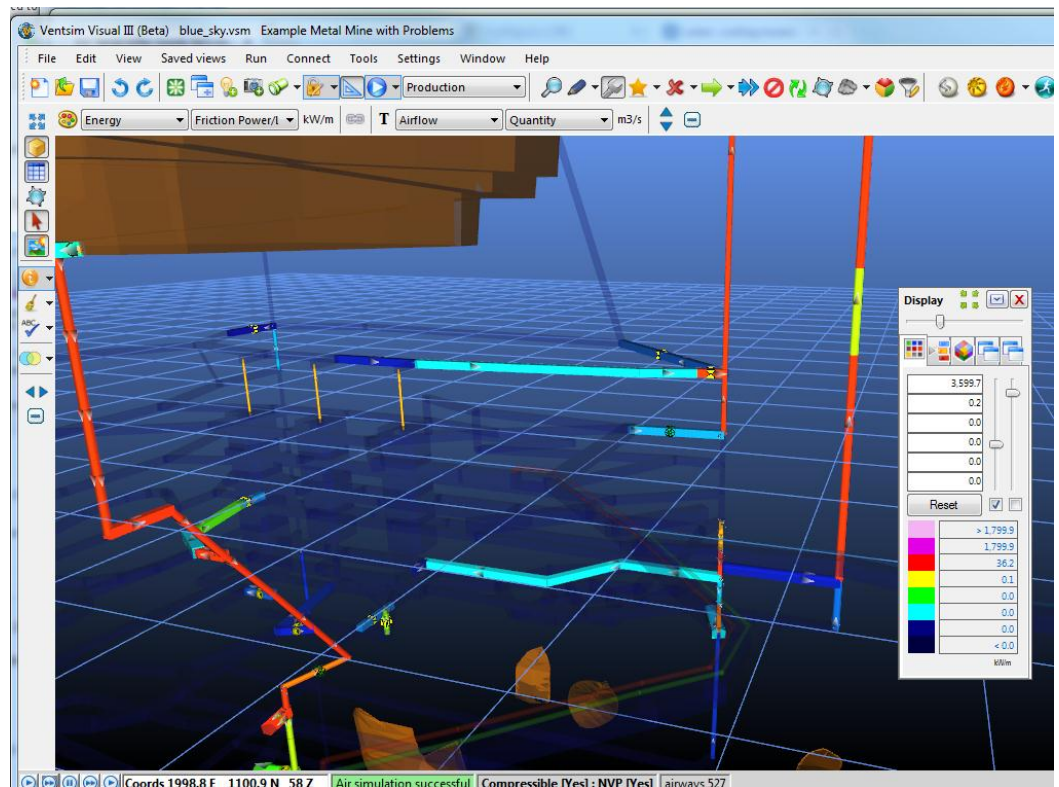 Ventsim Visual III (Beta) blue_sky.vsm Example Metal Mine with Problems
File Edit View Saved views Run Connect Tools Settings Window Help
Production
Energy Friction Power/L kW/m T Airflow Quantity m3/s
ABC
Display
3,599.7
0.2
0.0
0.0
0.0
0.0
Reset
> 1,799.9
1,799.9
36.2
0.1
0.0
0.0
0.0
< 0.0
kW/m
Coords 1998.8 E 1100.9 N 58 Z Air simulation successful Compressible [Yes] : NVP [Yes] airways 527